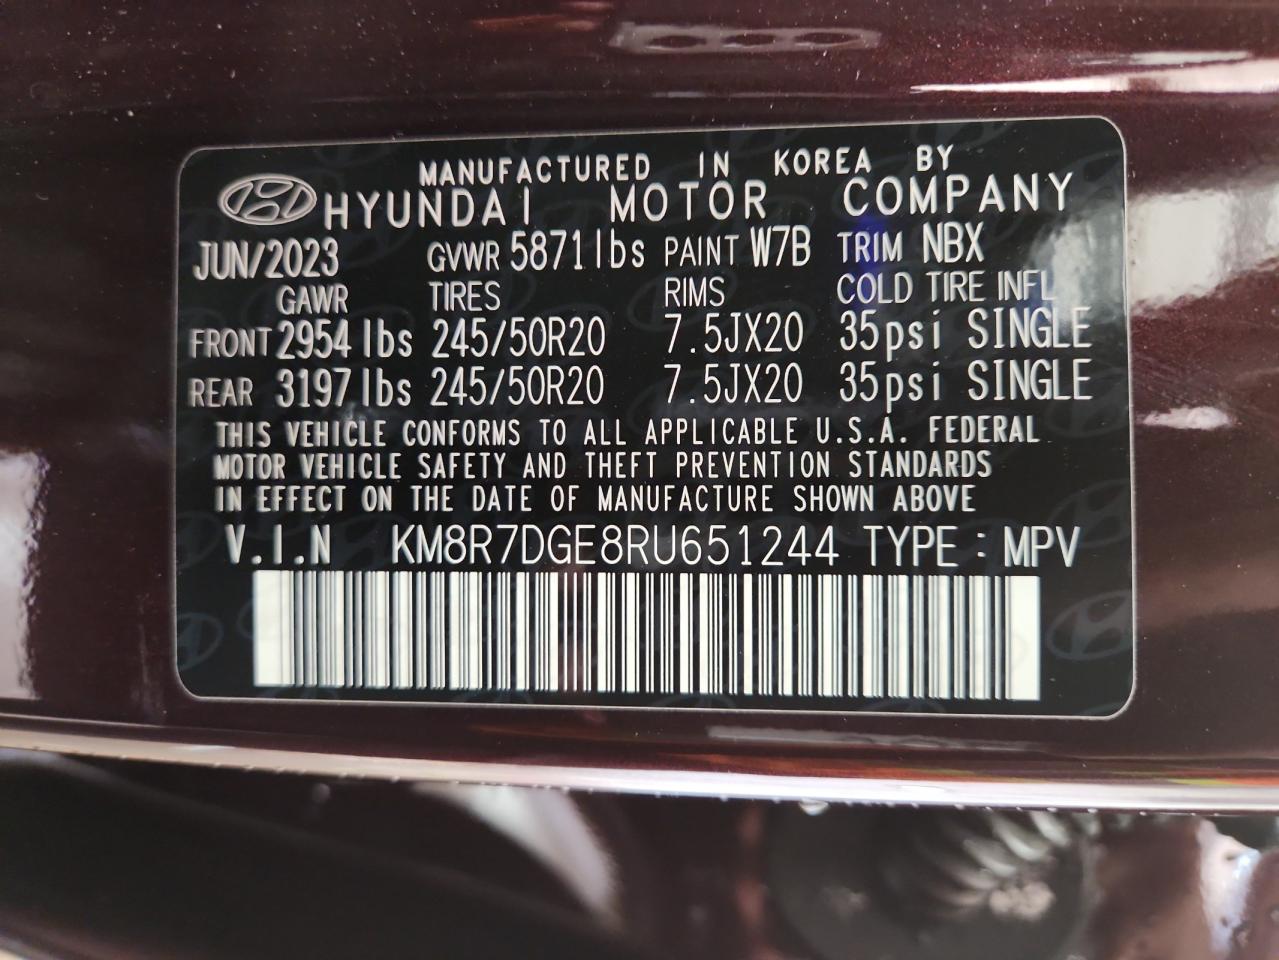 MANUFACTURED IN KOREA BY
HYUNDAI MOTOR COMPANY
JUN/2023 GVWR 5871lbs PAINT W7B TRIM NBX
GAWR TIRES RIMS COLD TIRE INFL
FRONT 2954lbs 245/50R20 7.5JX20 35psi SINGLE
REAR 3197lbs 245/50R20 7.5JX20 35psi SINGLE
THIS VEHICLE CONFORMS TO ALL APPLICABLE U.S.A. FEDERAL
MOTOR VEHICLE SAFETY AND THEFT PREVENTION STANDARDS
IN EFFECT ON THE DATE OF MANUFACTURE SHOWN ABOVE
V.I.N KM8R7DGE8RU651244 TYPE : MPV